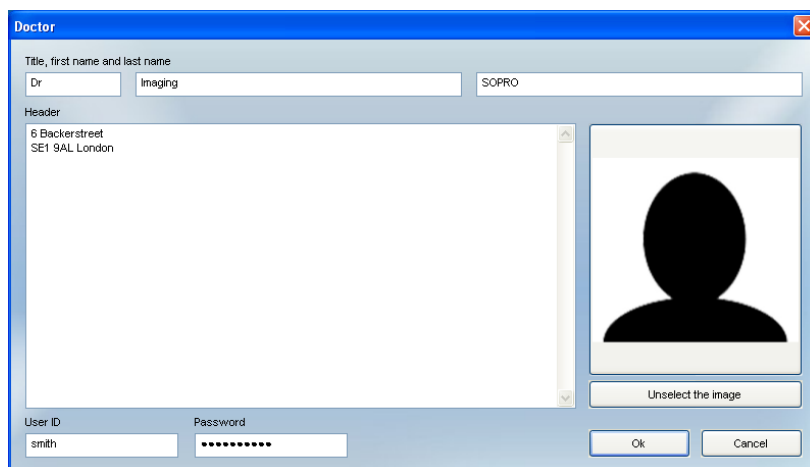 Doctor
Title, first name and last name
Dr Imaging SOPRO
Header
6 Backerstreet
SE1 9AL London
Unselect the image
User ID Password
smith ••••••••••
Ok Cancel